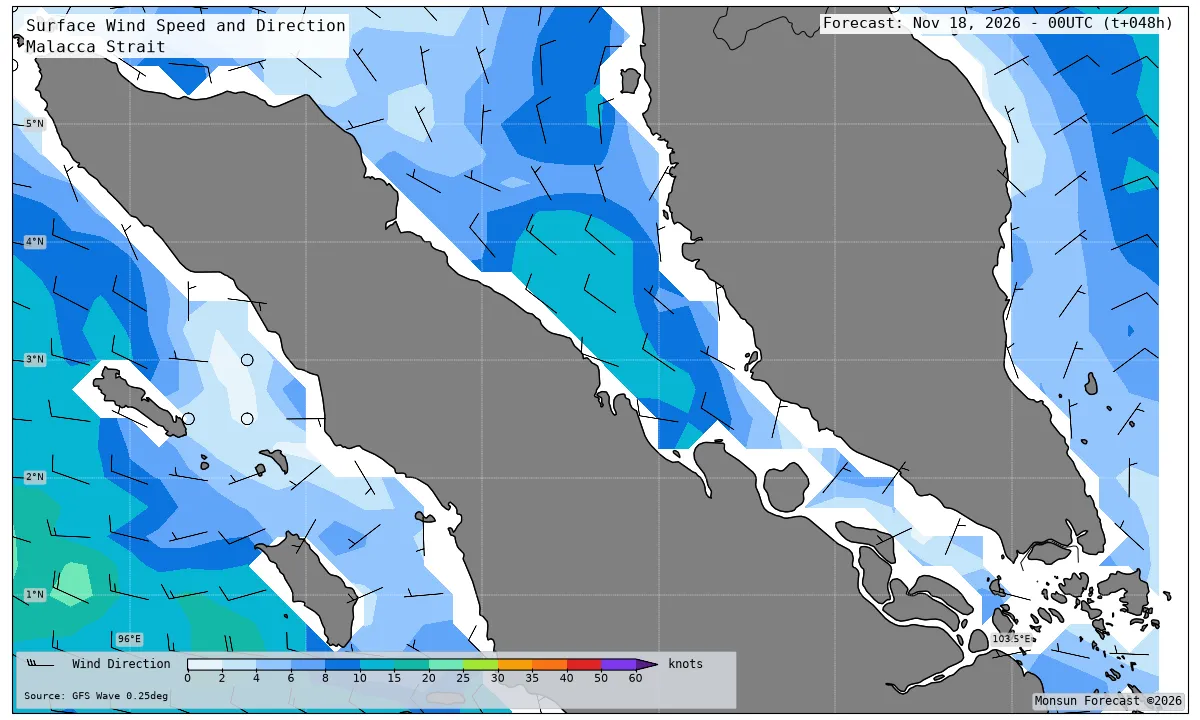 Surface Wind Speed and Direction
Malacca Strait
Forecast: Nov 18, 2026 - 00UTC (t+048h)
5°N
4°N
3°N
2°N
1°N
96°E
103.5°E
Wind Direction
0 2 4 6 8 10 12 15 20 25 30 35 40 50 60
knots
Source: GFS Wave 0.25deg
Monsun Forecast ©2026